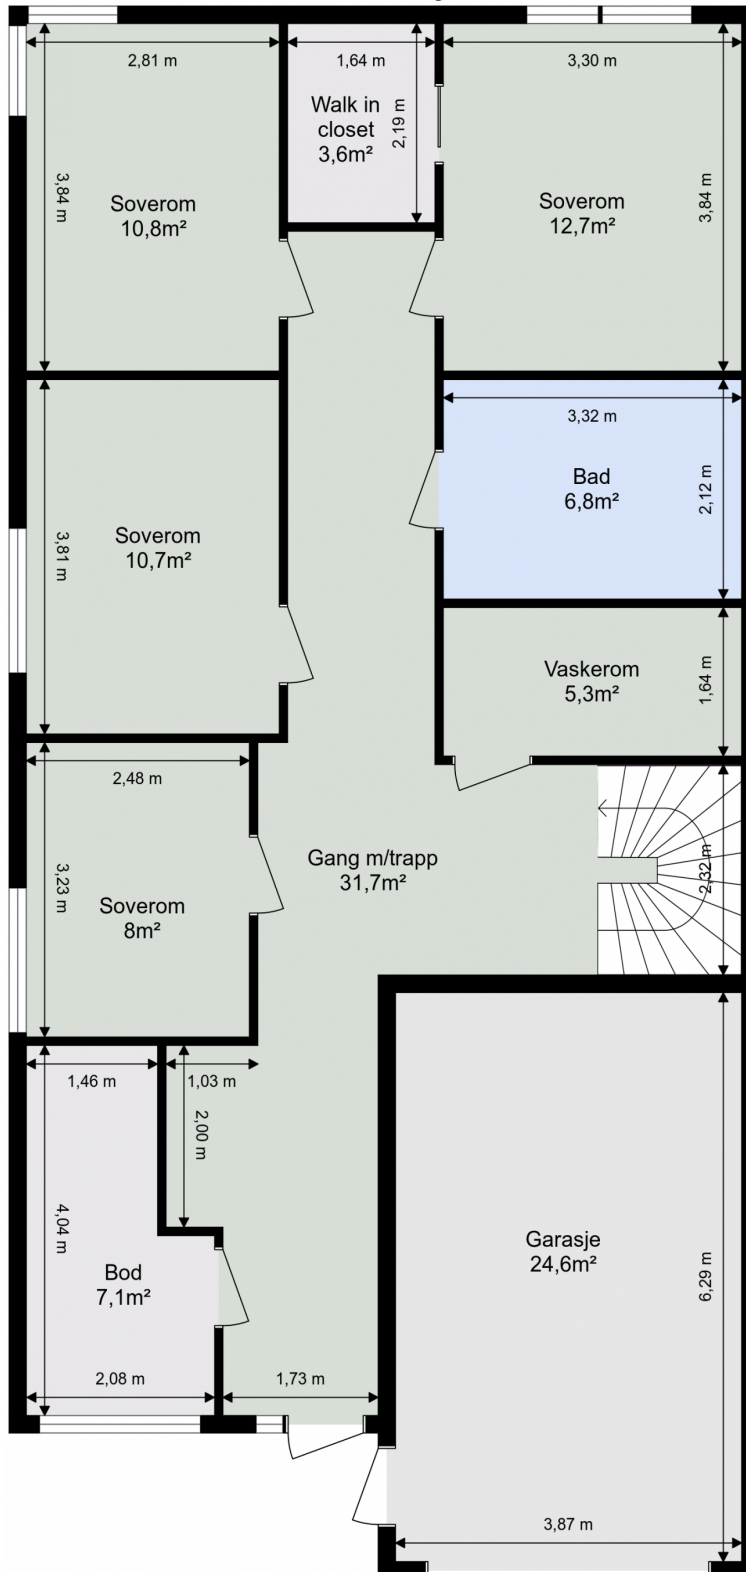 2,81 m
1,64 m
3,30 m
Walk in
closet
3,6m²
2,19 m
3,84 m
Soverom
10,8m²
Soverom
12,7m²
3,84 m
3,32 m
Bad
6,8m²
2,12 m
3,81 m
Soverom
10,7m²
Vaskerom
5,3m²
1,64 m
2,48 m
3,23 m
Soverom
8m²
Gang m/trapp
31,7m²
2,32 m
1,46 m
1,03 m
2,00 m
4,04 m
Bod
7,1m²
Garasje
24,6m²
6,29 m
2,08 m
1,73 m
3,87 m